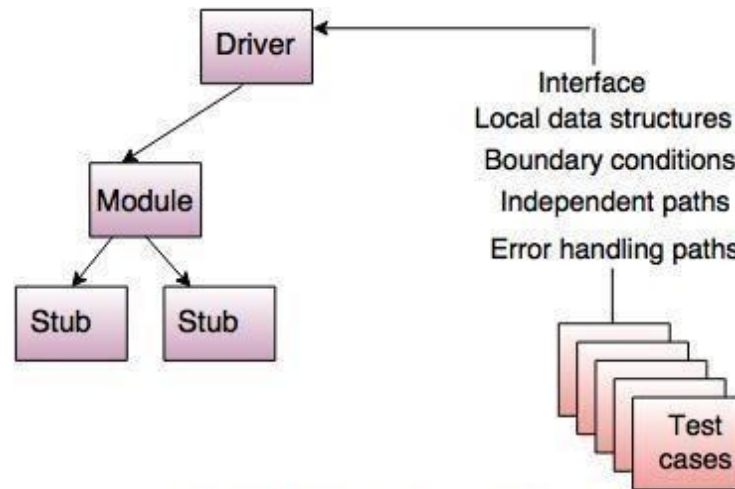 Driver
Interface
Local data structures
Boundary conditions
Module
Independent paths
Error handling paths
Stub
Stub
Test
cases